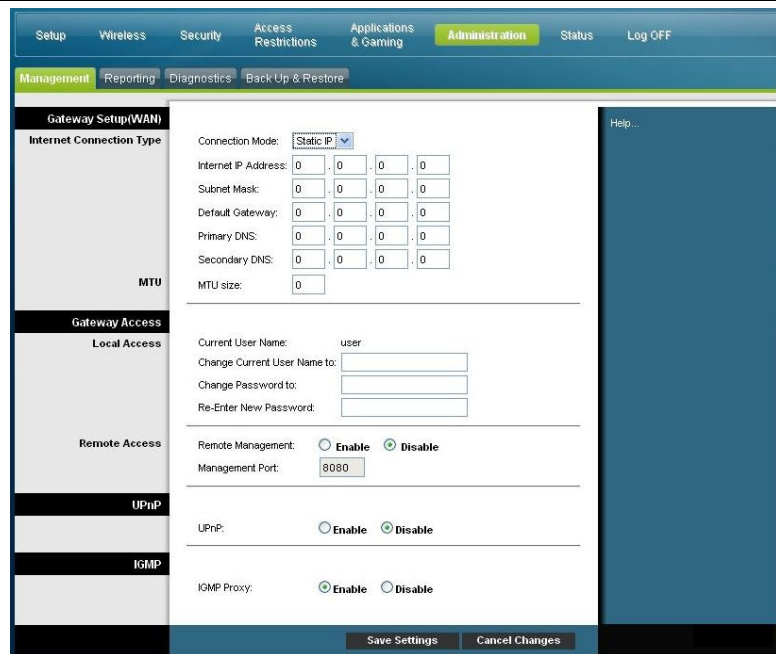 Setup Wireless Security Access Restrictions Applications & Gaming Administration Status Log OFF
Management Reporting Diagnostics Back Up & Restore
Gateway Setup(WAN)
Help...
Internet Connection Type
Connection Mode: Static IP
Internet IP Address: 0 . 0 . 0 . 0
Subnet Mask: 0 . 0 . 0 . 0
Default Gateway: 0 . 0 . 0 . 0
Primary DNS: 0 . 0 . 0 . 0
Secondary DNS: 0 . 0 . 0 . 0
MTU
MTU size: 0
Gateway Access
Local Access
Current User Name: user
Change Current User Name to:
Change Password to:
Re-Enter New Password:
Remote Access
Remote Management: Enable Disable
Management Port: 8080
UPnP
UPnP: Enable Disable
IGMP
IGMP Proxy: Enable Disable
Save Settings Cancel Changes